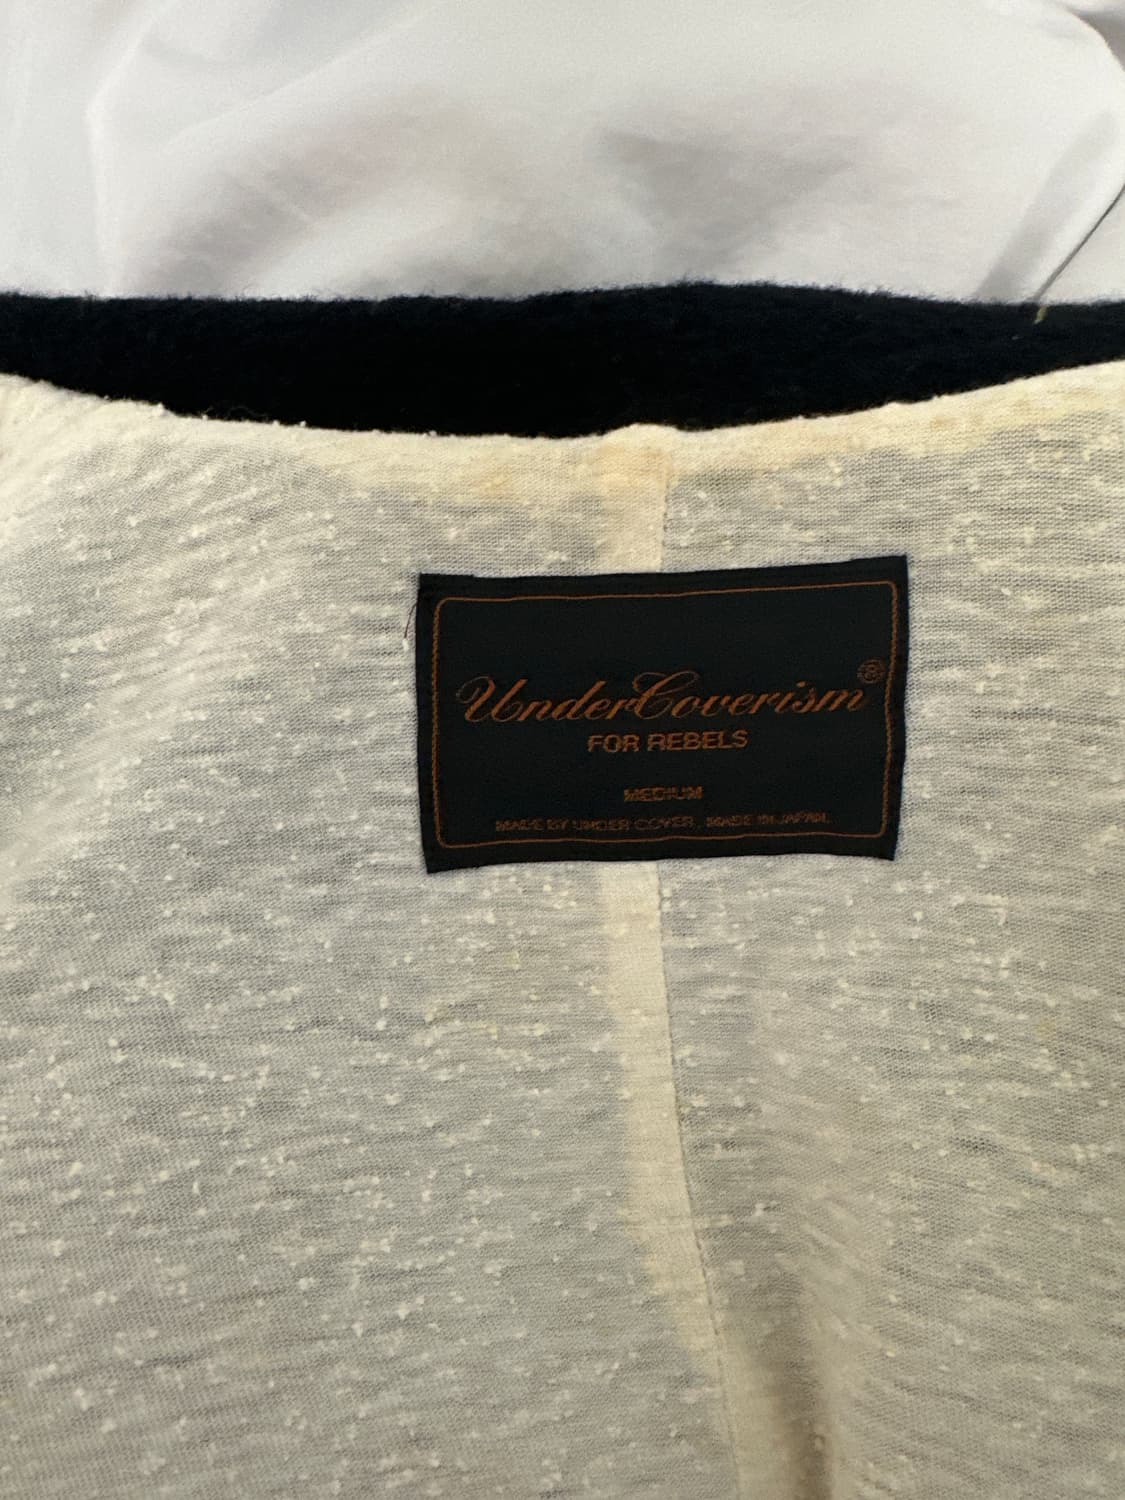 UnderCoverism®
FOR REBELS
MEDIUM
MADE BY UNDER COVER. MADE IN JAPAN.